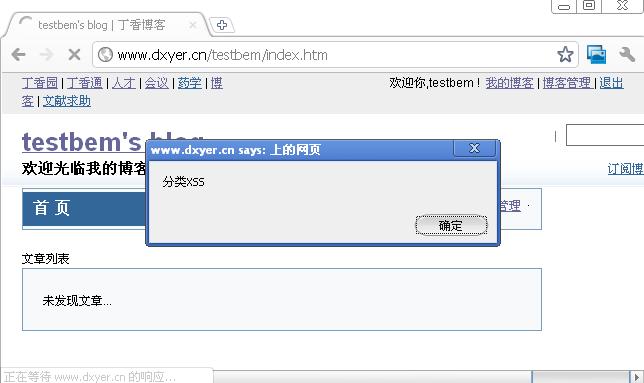 testbem's blog | 丁香博客
www.dxyer.cn/testbem/index.htm
丁香园 | 丁香通 | 人才 | 会议 | 药学 | 博
客 | 文献求助
欢迎你,testbem ! 我的博客 | 博客管理 | 退出
testbem's blog
|
欢迎光临我的博客
订阅博
www.dxyer.cn says: 上的网页
分类XSS
确定
首 页
管理 ·
文章列表
未发现文章...
正在等待 www.dxyer.cn 的响应...